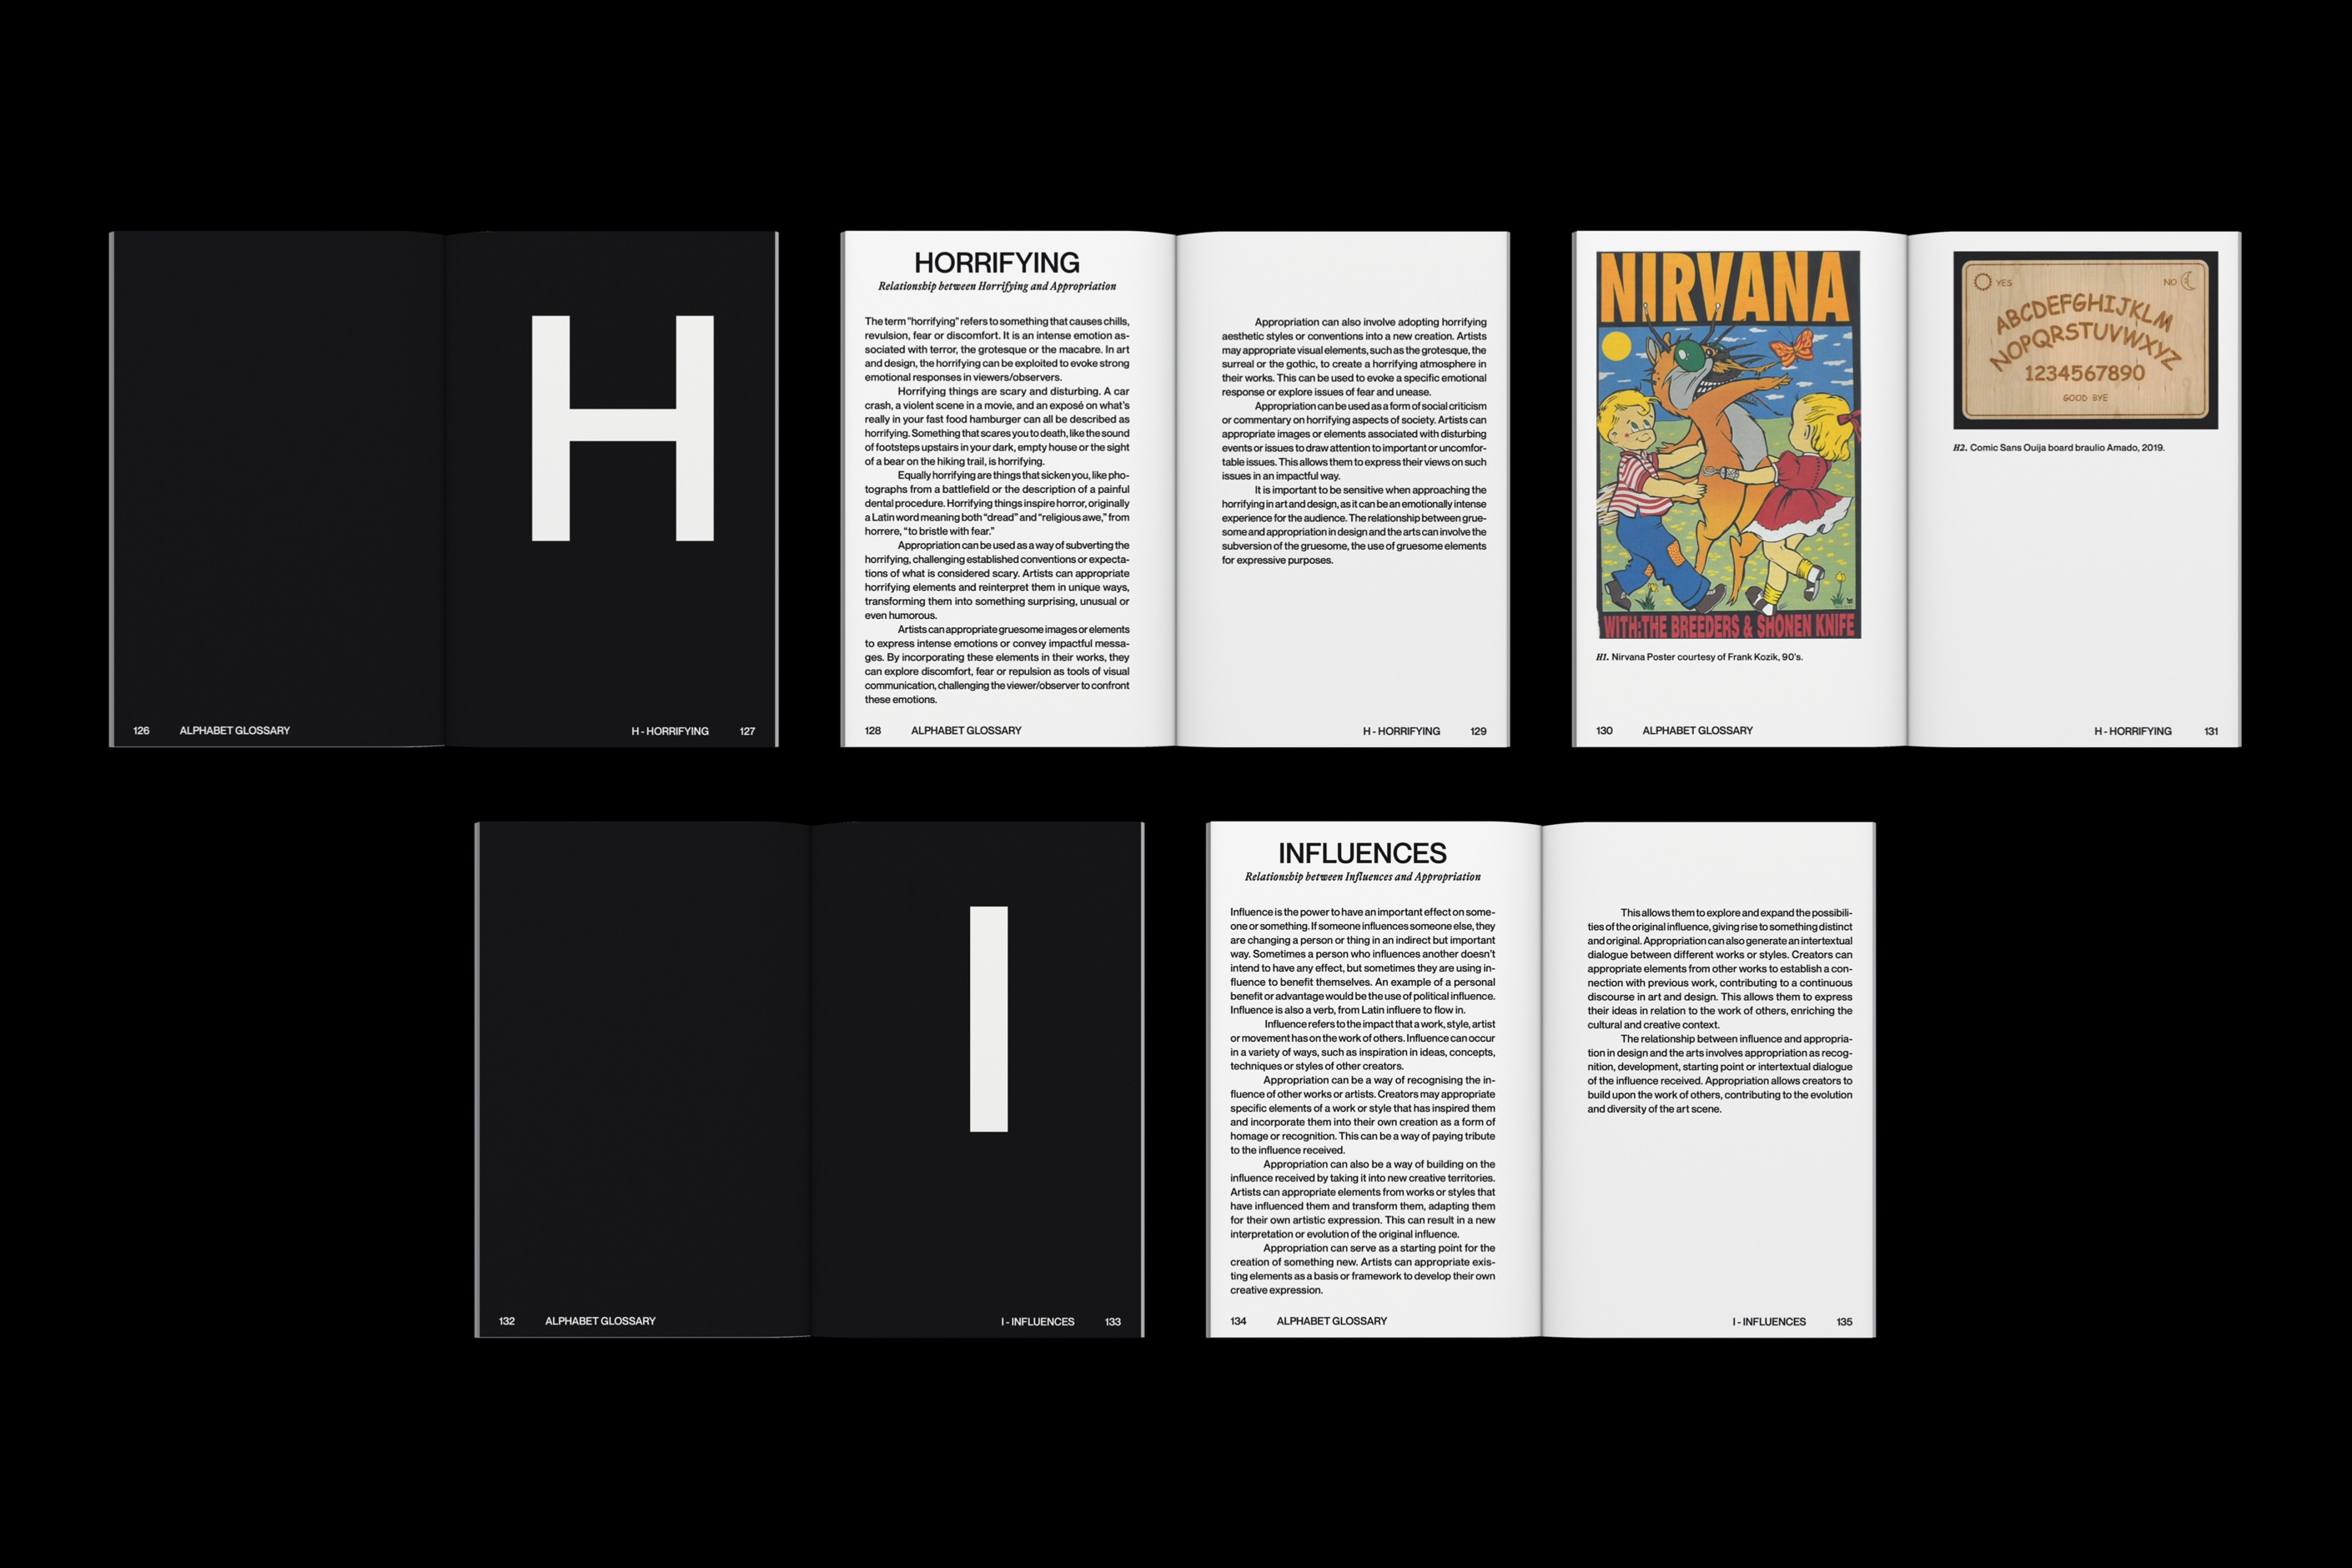 H
126 ALPHABET GLOSSARY
H - HORRIFYING 127
HORRIFYING
Relationship between Horrifying and Appropriation
The term "horrifying" refers to something that causes chills,
revulsion, fear or discomfort. It is an intense emotion as-
sociated with terror, the grotesque or the macabre. In art
and design, the horrifying can be exploited to evoke strong
emotional responses in viewers/observers.
Horrifying things are scary and disturbing. A car
crash, a violent scene in a movie, and an exposé on what's
really in your fast food hamburger can all be described as
horrifying. Something that scares you to death, like the sound
of footsteps upstairs in your dark, empty house or the sight
of a bear on the hiking trail, is horrifying.
Equally horrifying are things that sicken you, like pho-
tographs from a battlefield or the description of a painful
dental procedure. Horrifying things inspire horror, originally
a Latin word meaning both “dread” and “religious awe,” from
horrere, “to bristle with fear.”
Appropriation can be used as a way of subverting the
horrifying, challenging established conventions or expecta-
tions of what is considered scary. Artists can appropriate
horrifying elements and reinterpret them in unique ways,
transforming them into something surprising, unusual or
even humorous.
Artists can appropriate gruesome images or elements
to express intense emotions or convey impactful messa-
ges. By incorporating these elements in their works, they
can explore discomfort, fear or repulsion as tools of visual
communication, challenging the viewer/observer to confront
these emotions.
128 ALPHABET GLOSSARY
Appropriation can also involve adopting horrifying
aesthetic styles or conventions into a new creation. Artists
may appropriate visual elements, such as the grotesque, the
surreal or the gothic, to create a horrifying atmosphere in
their works. This can be used to evoke a specific emotional
response or explore issues of fear and unease.
Appropriation can be used as a form of social criticism
or commentary on horrifying aspects of society. Artists can
appropriate images or elements associated with disturbing
events or issues to draw attention to important or uncomfor-
table issues. This allows them to express their views on such
issues in an impactful way.
It is important to be sensitive when approaching the
horrifying in art and design, as it can be an emotionally intense
experience for the audience. The relationship between grue-
some and appropriation in design and the arts can involve the
subversion of the gruesome, the use of gruesome elements
for expressive purposes.
H - HORRIFYING 129
NIRVANA
WITH: THE BREEDERS & SHONEN KNIFE
H1. Nirvana Poster courtesy of Frank Kozik, 90's.
130 ALPHABET GLOSSARY
YES NO
ABCDEFGHIJKLM
NOPQRSTUVWXYZ
1234567890
GOOD BYE
H2. Comic Sans Ouija board braulio Amado, 2019.
H - HORRIFYING 131
I
132 ALPHABET GLOSSARY
I - INFLUENCES 133
INFLUENCES
Relationship between Influences and Appropriation
Influence is the power to have an important effect on some-
one or something. If someone influences someone else, they
are changing a person or thing in an indirect but important
way. Sometimes a person who influences another doesn't
intend to have any effect, but sometimes they are using in-
fluence to benefit themselves. An example of a personal
benefit or advantage would be the use of political influence.
Influence is also a verb, from Latin influere to flow in.
Influence refers to the impact that a work, style, artist
or movement has on the work of others. Influence can occur
in a variety of ways, such as inspiration in ideas, concepts,
techniques or styles of other creators.
Appropriation can be a way of recognising the in-
fluence of other works or artists. Creators may appropriate
specific elements of a work or style that has inspired them
and incorporate them into their own creation as a form of
homage or recognition. This can be a way of paying tribute
to the influence received.
Appropriation can also be a way of building on the
influence received by taking it into new creative territories.
Artists can appropriate elements from works or styles that
have influenced them and transform them, adapting them
for their own artistic expression. This can result in a new
interpretation or evolution of the original influence.
Appropriation can serve as a starting point for the
creation of something new. Artists can appropriate exis-
ting elements as a basis or framework to develop their own
creative expression.
134 ALPHABET GLOSSARY
This allows them to explore and expand the possibili-
ties of the original influence, giving rise to something distinct
and original. Appropriation can also generate an intertextual
dialogue between different works or styles. Creators can
appropriate elements from other works to establish a con-
nection with previous work, contributing to a continuous
discourse in art and design. This allows them to express
their ideas in relation to the work of others, enriching the
cultural and creative context.
The relationship between influence and appropria-
tion in design and the arts involves appropriation as recog-
nition, development, starting point or intertextual dialogue
of the influence received. Appropriation allows creators to
build upon the work of others, contributing to the evolution
and diversity of the art scene.
I - INFLUENCES 135